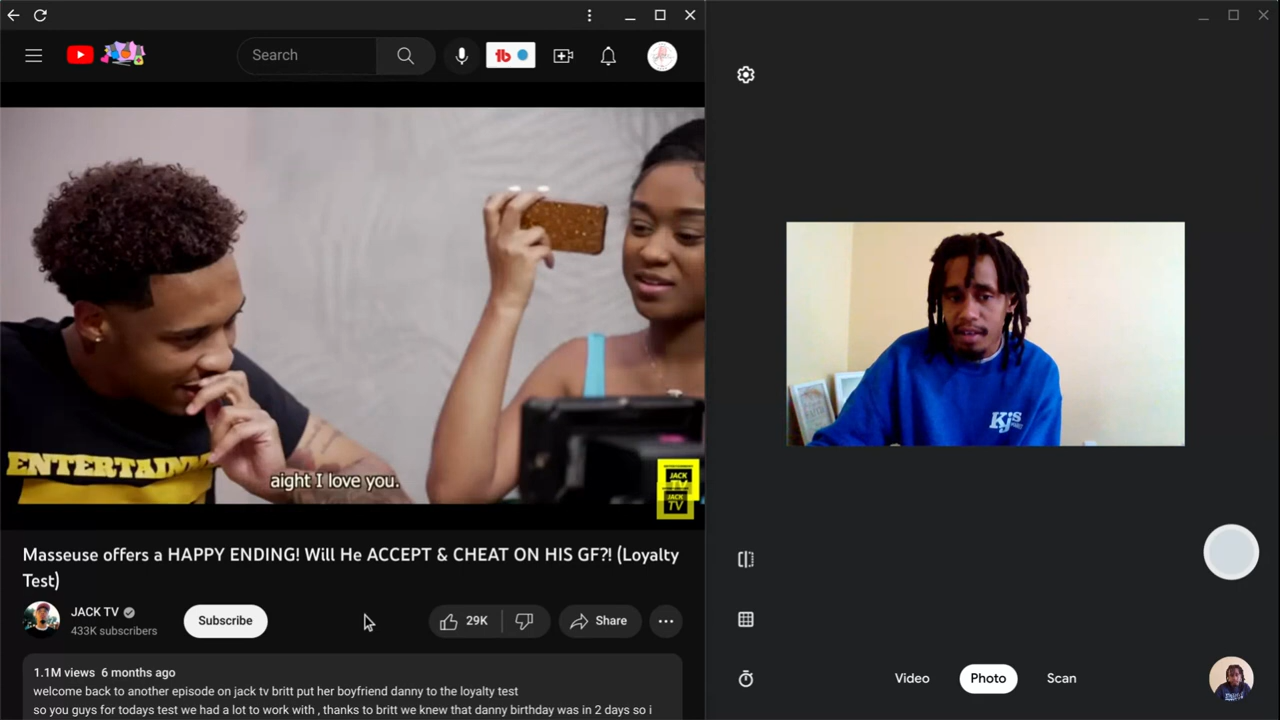 Search
ENTERTAINM
aight I love you.
JACK
TV
JACK
TV
Masseuse offers a HAPPY ENDING! Will He ACCEPT & CHEAT ON HIS GF?! (Loyalty
Test)
JACK TV
433K subscribers
Subscribe
29K
Share
1.1M views 6 months ago
welcome back to another episode on jack tv britt put her boyfriend danny to the loyalty test
so you guys for todays test we had a lot to work with , thanks to britt we knew that danny birthday was in 2 days so i
KJ's
Video
Photo
Scan